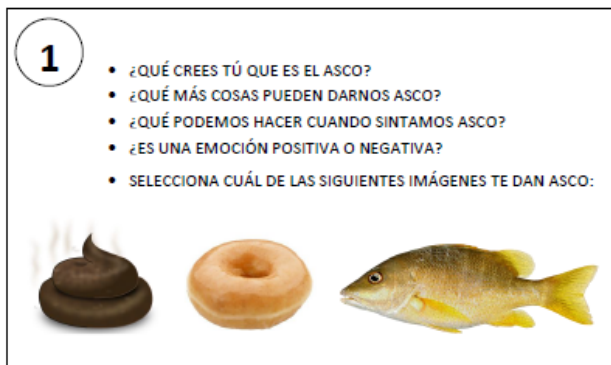 1
• ¿QUÉ CREES TÚ QUE ES EL ASCO?
• ¿QUÉ MÁS COSAS PUEDEN DARNOS ASCO?
• ¿QUÉ PODEMOS HACER CUANDO SINTAMOS ASCO?
• ¿ES UNA EMOCIÓN POSITIVA O NEGATIVA?
• SELECCIONA CUÁL DE LAS SIGUIENTES IMÁGENES TE DAN ASCO: